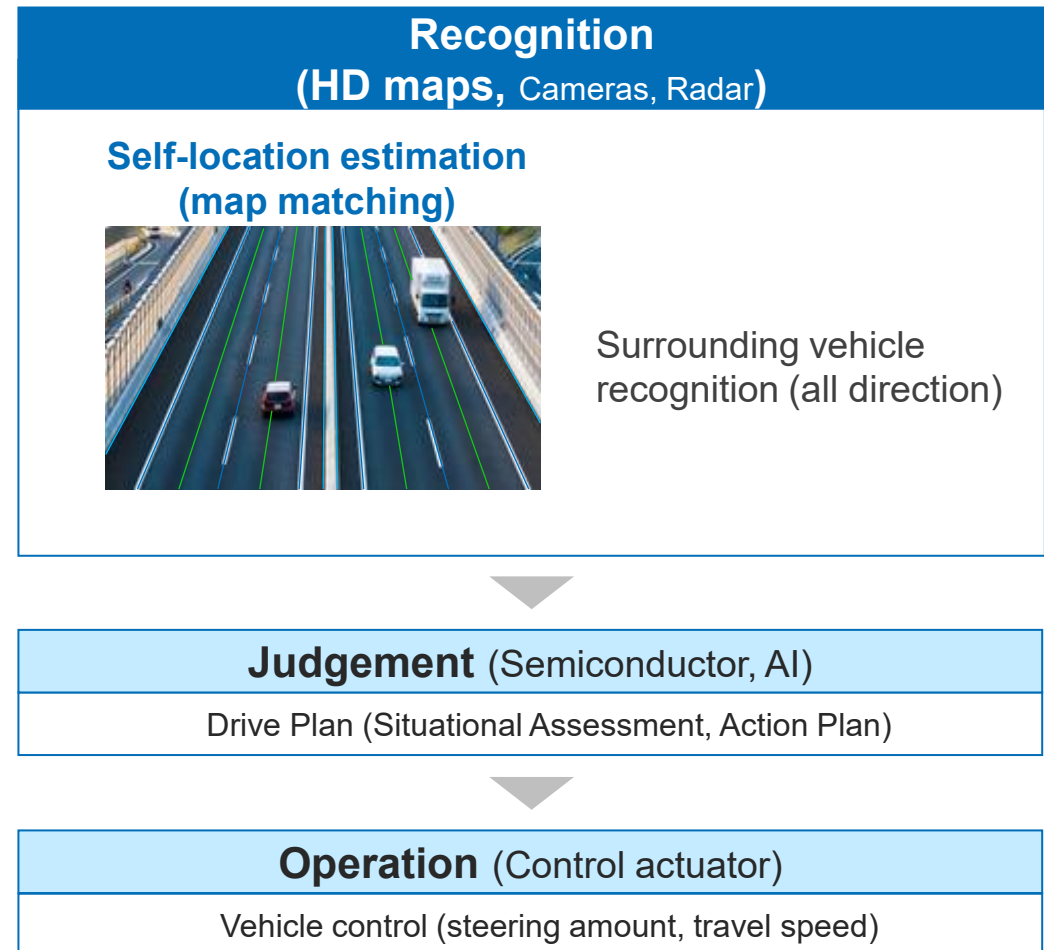 Recognition
(HD maps, Cameras, Radar)
Self-location estimation
(map matching)
Surrounding vehicle
recognition (all direction)
Judgement (Semiconductor, AI)
Drive Plan (Situational Assessment, Action Plan)
Operation (Control actuator)
Vehicle control (steering amount, travel speed)